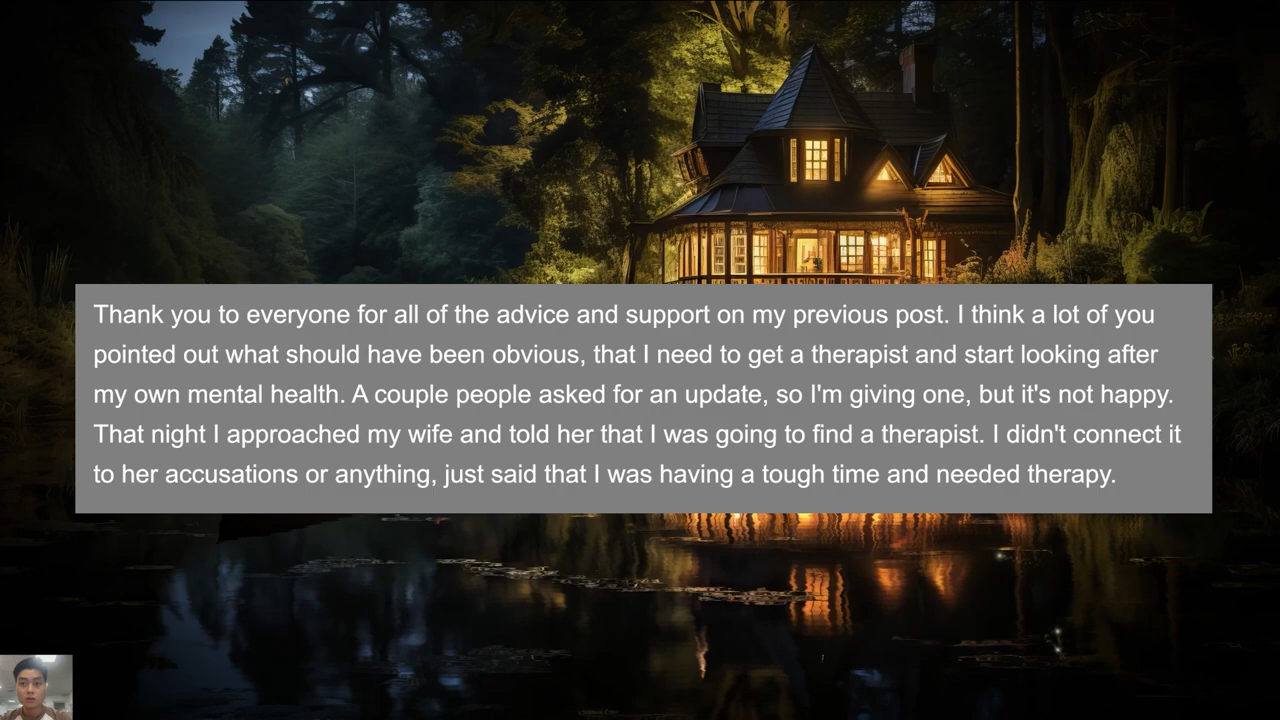 Thank you to everyone for all of the advice and support on my previous post. I think a lot of you
pointed out what should have been obvious, that I need to get a therapist and start looking after
my own mental health. A couple people asked for an update, so I'm giving one, but it's not happy.
That night I approached my wife and told her that I was going to find a therapist. I didn't connect it
to her accusations or anything, just said that I was having a tough time and needed therapy.